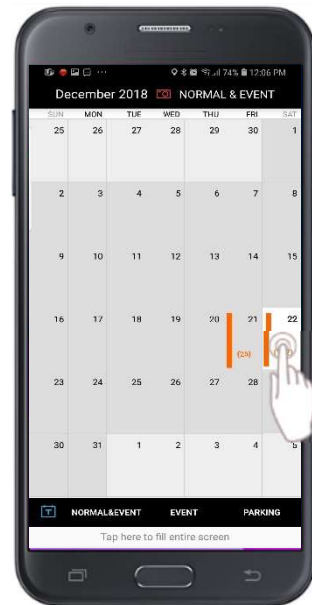 74% 12:06 PM
December 2018 NORMAL & EVENT
SUN MON TUE WED THU FRI SAT
25 26 27 28 29 30 1
2 3 4 5 6 7 8
9 10 11 12 13 14 15
16 17 18 19 20 21 22
(25)
23 24 25 26 27 28
30 31 1 2 3 4 5
T NORMAL&EVENT EVENT PARKING
Tap here to fill entire screen